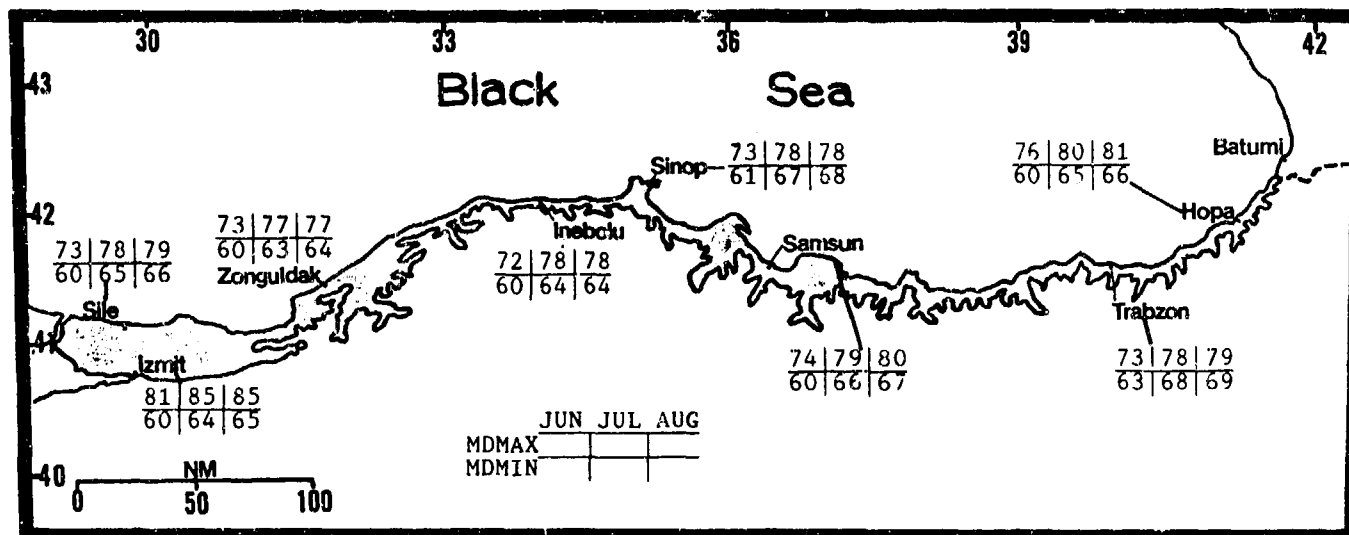 30 33 36 39 42
43
Black Sea
Batumi
Sinop
73 78 78
61 67 68
76 80 81
60 65 66
Hopa
42
73 77 77
60 63 64
Zonguldak
73 78 79
60 65 66
Inebolu
72 78 78
60 64 64
Samsun
Sile
41
Trabzon
Izmit
74 79 80
60 66 67
73 78 79
63 68 69
81 85 85
60 64 65
JUN JUL AUG
MDMAX
MDMIN
40
NM
0 50 100